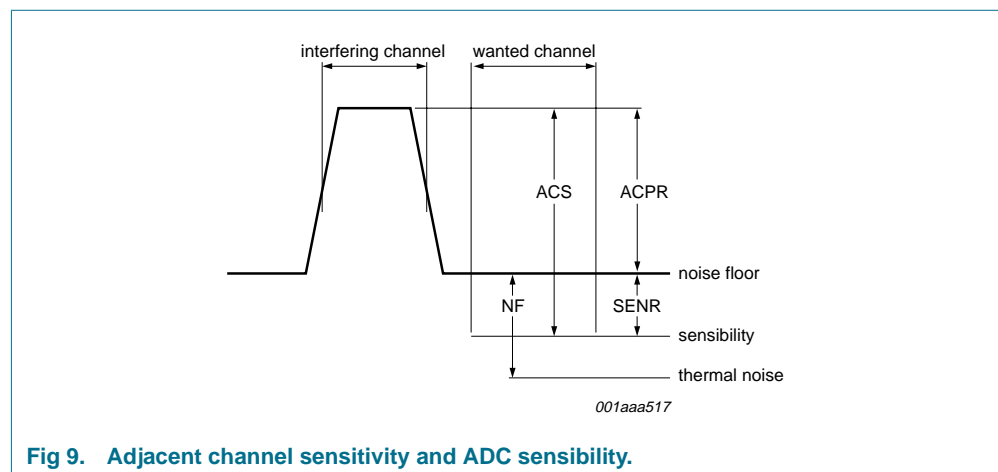 interfering channel
wanted channel
ACS
ACPR
noise floor
NF
SENR
sensibility
thermal noise
001aaa517
Fig 9. Adjacent channel sensitivity and ADC sensibility.